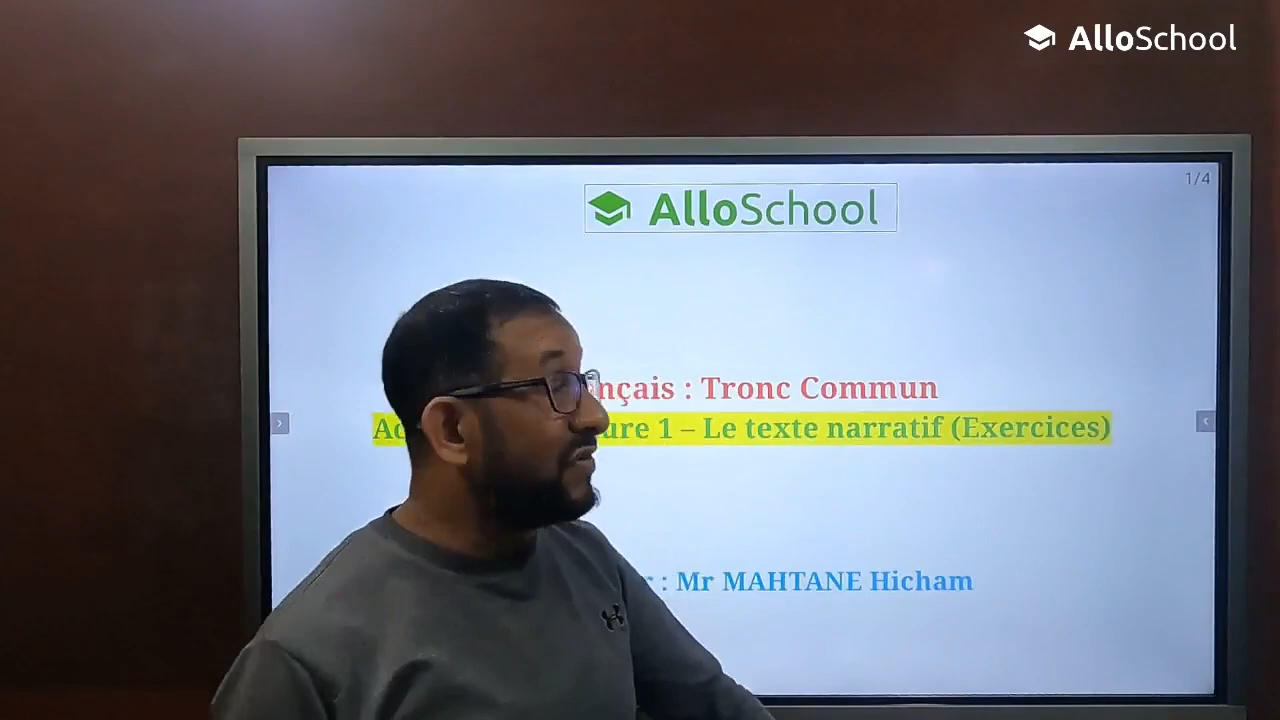 AlloSchool
1/4
AlloSchool
nçais : Tronc Commun
ure 1 – Le texte narratif (Exercices)
: Mr MAHTANE Hicham